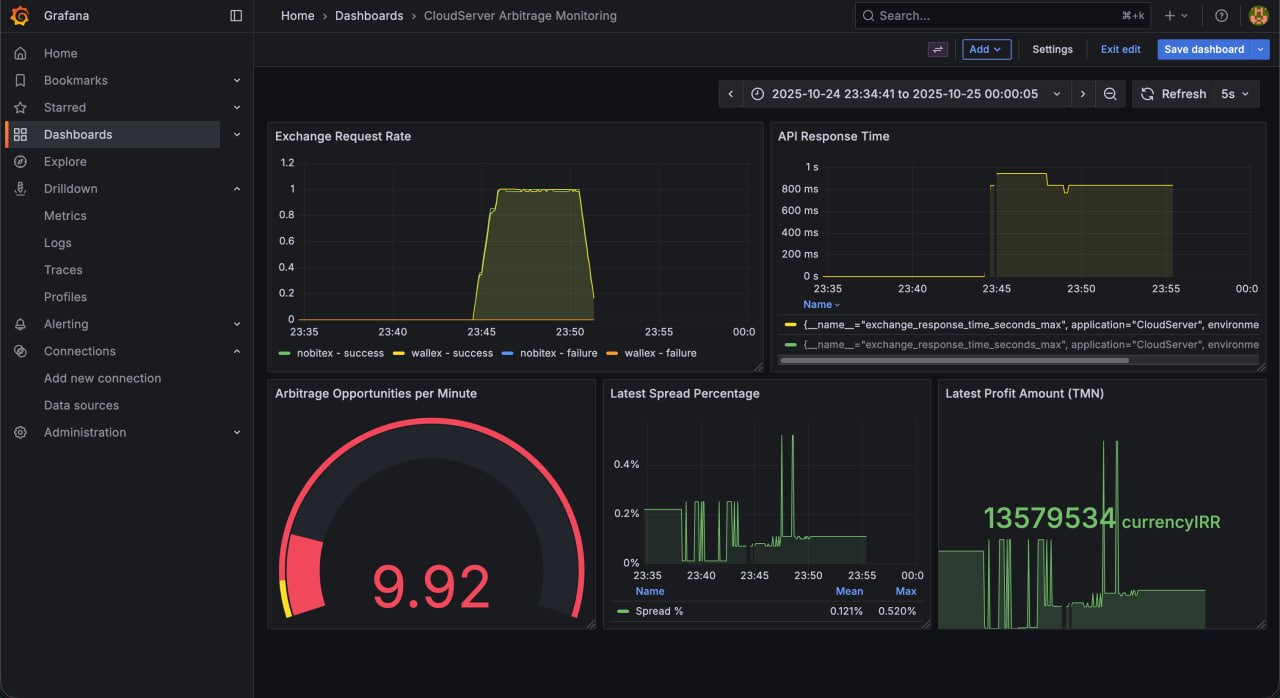 Grafana
Home › Dashboards › CloudServer Arbitrage Monitoring
Search...
⌘+k
Add
Settings
Exit edit
Save dashboard
Home
Bookmarks
Starred
Dashboards
Explore
Drilldown
Metrics
Logs
Traces
Profiles
Alerting
Connections
Add new connection
Data sources
Administration
2025-10-24 23:34:41 to 2025-10-25 00:00:05
Refresh
5s
Exchange Request Rate
1.2
1
0.8
0.6
0.4
0.2
0
23:35 23:40 23:45 23:50 23:55 00:0
nobitex - success wallex - success nobitex - failure wallex - failure
API Response Time
1 s
800 ms
600 ms
400 ms
200 ms
0 s
23:35 23:40 23:45 23:50 23:55 00:0
Name
{__name__="exchange_response_time_seconds_max", application="CloudServer", environme
{__name__="exchange_response_time_seconds_max", application="CloudServer", environme
Arbitrage Opportunities per Minute
9.92
Latest Spread Percentage
0.4%
0.2%
0%
23:35 23:40 23:45 23:50 23:55 00:0
Name Mean Max
Spread % 0.121% 0.520%
Latest Profit Amount (TMN)
13579534 currencyIRR